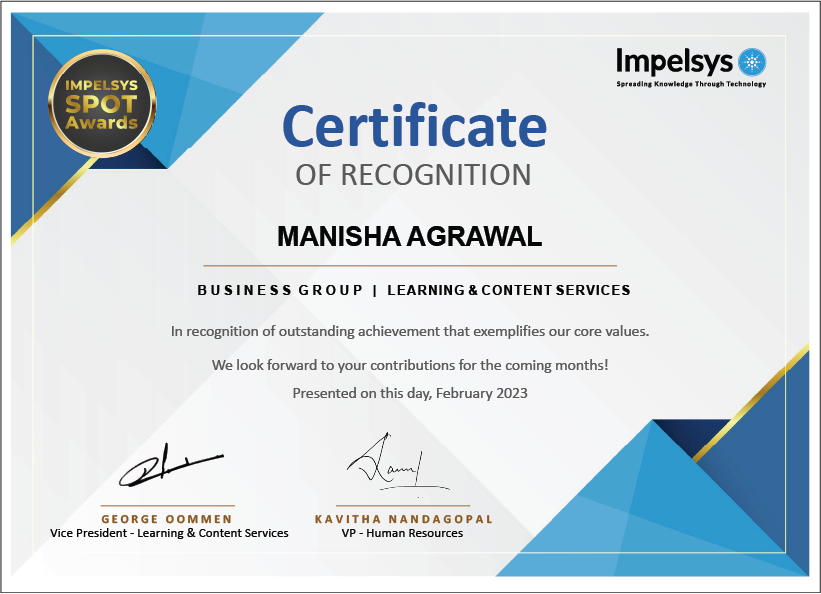 IMPELSYS
SPOT
Awards
Impelsys
Spreading Knowledge Through Technology
Certificate
OF RECOGNITION
MANISHA AGRAWAL
BUSINESS GROUP | LEARNING & CONTENT SERVICES
In recognition of outstanding achievement that exemplifies our core values.
We look forward to your contributions for the coming months!
Presented on this day, February 2023
GEORGE OOMMEN
Vice President - Learning & Content Services
KAVITHA NANDAGOPAL
VP - Human Resources